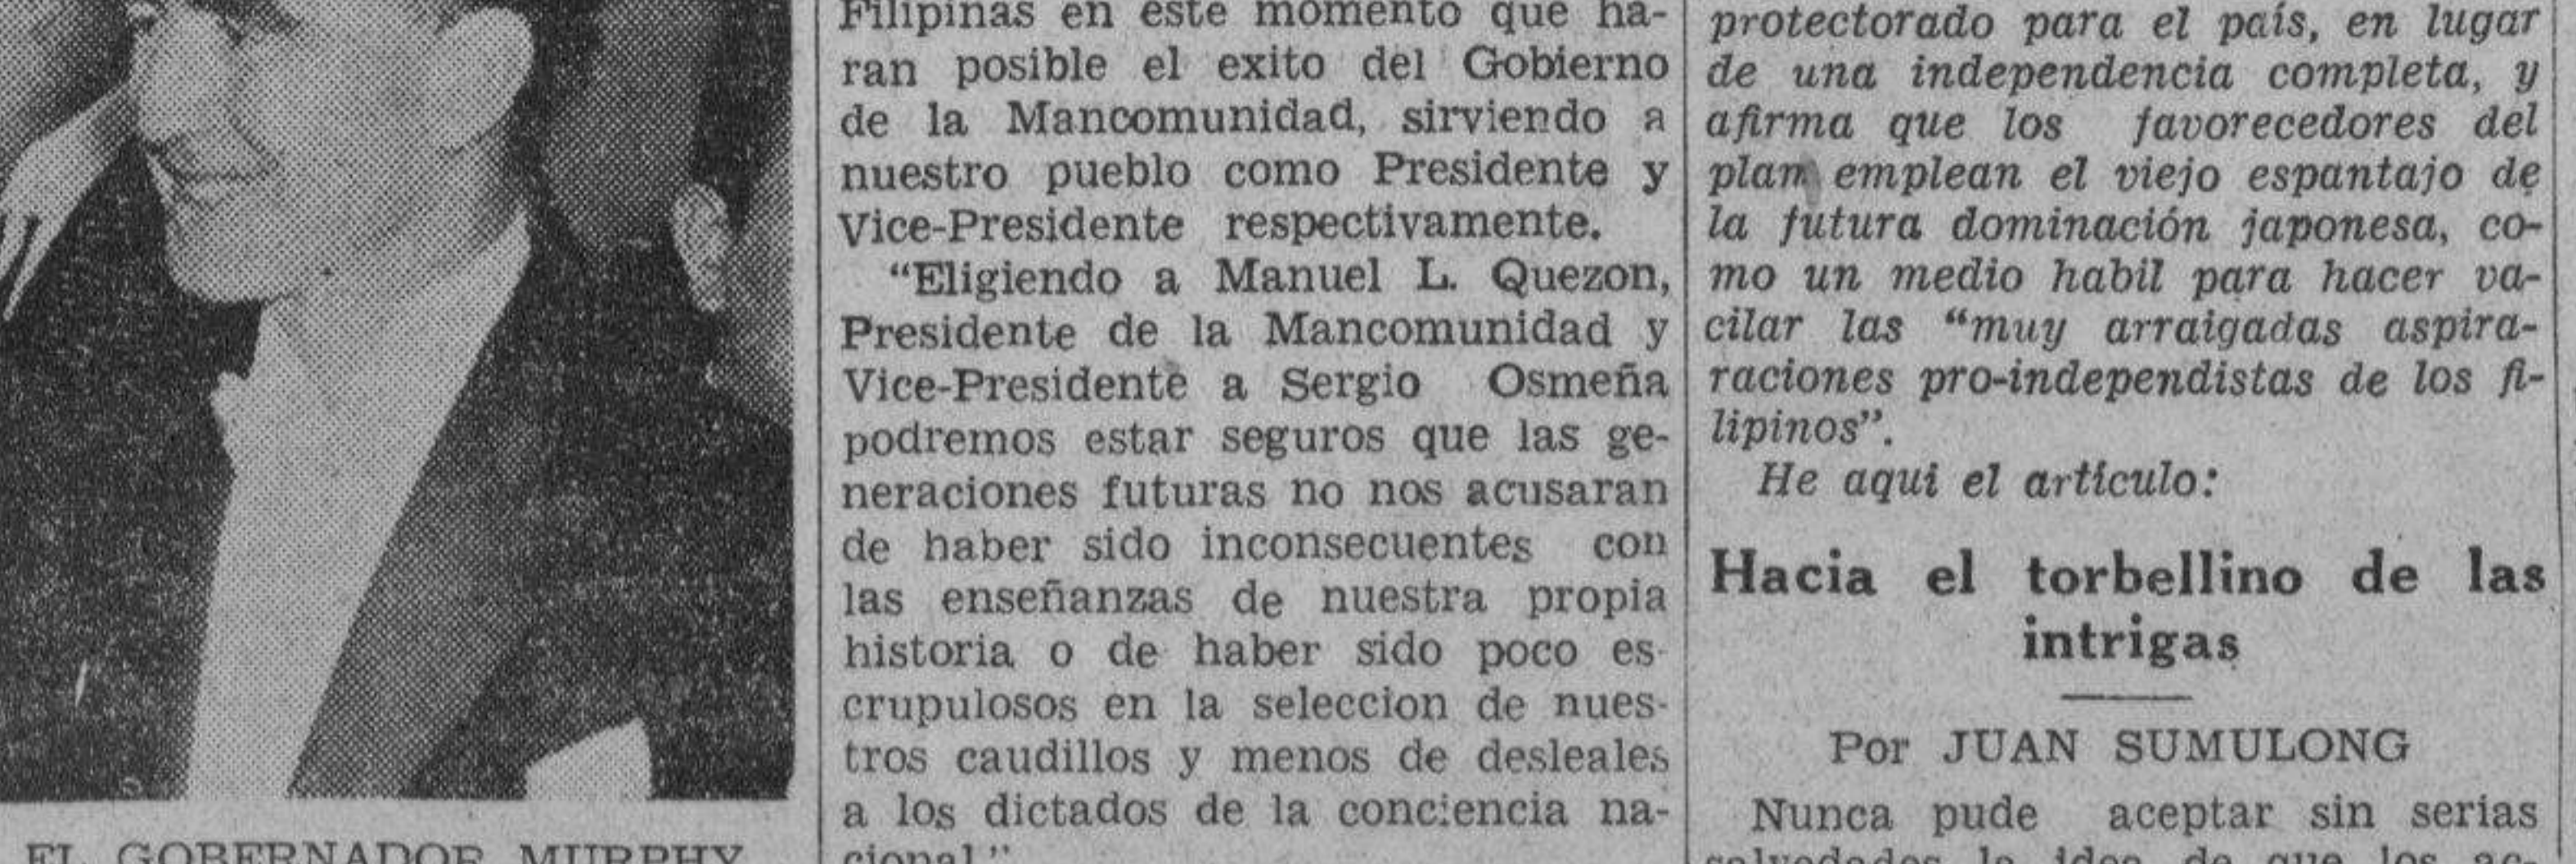 EL GOBERNADOR MURPHY
Filipinas en este momento que ha-
ran posible el exito del Gobierno
de la Mancomunidad, sirviendo a
nuestro pueblo como Presidente y
Vice-Presidente respectivamente.
“Eligiendo a Manuel L. Quezon,
Presidente de la Mancomunidad y
Vice-Presidente a Sergio Osmeña
podremos estar seguros que las ge-
neraciones futuras no nos acusaran
de haber sido inconsecuentes con
las enseñanzas de nuestra propia
historia o de haber sido poco es-
crupulosos en la seleccion de nues-
tros caudillos y menos de desleales
a los dictados de la conciencia na-
cional.”
protectorado para el país, en lugar
de una independencia completa, y
afirma que los favorecedores del
plan emplean el viejo espantajo de
la futura dominación japonesa, co-
mo un medio habil para hacer va-
cilar las “muy arraigadas aspira-
raciones pro-independistas de los fi-
lipinos”.
He aqui el articulo:
Hacia el torbellino de las
intrigas
Por JUAN SUMULONG
Nunca pude aceptar sin serias
la idea de que los